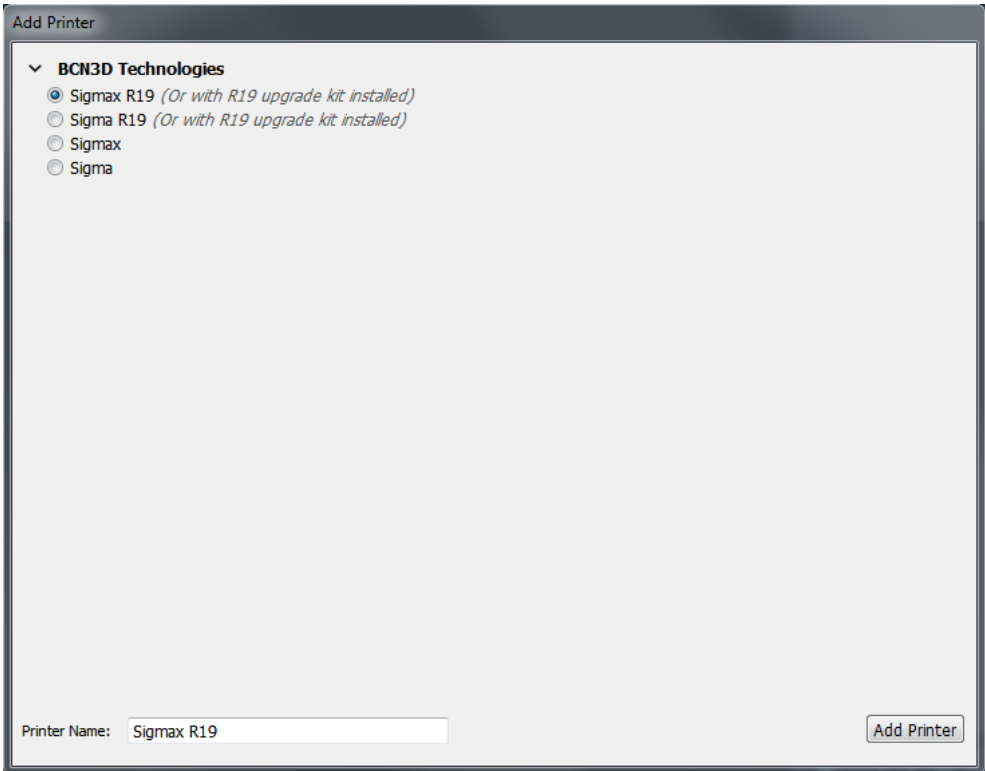 Add Printer
BCN3D Technologies
Sigmax R19 (Or with R19 upgrade kit installed)
Sigma R19 (Or with R19 upgrade kit installed)
Sigmax
Sigma
Printer Name: Sigmax R19 Add Printer